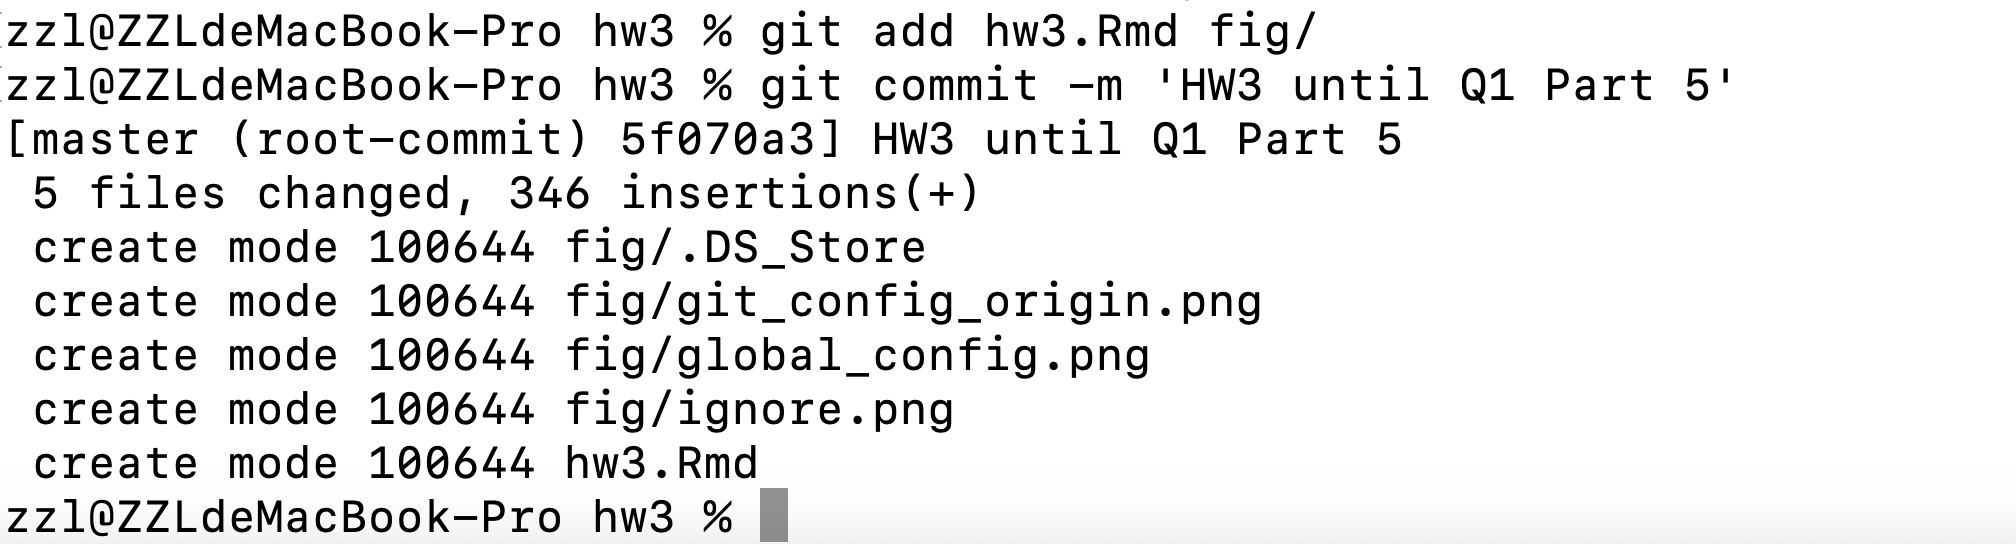 zzl@ZZLdeMacBook-Pro hw3 % git add hw3.Rmd fig/
zzl@ZZLdeMacBook-Pro hw3 % git commit -m 'HW3 until Q1 Part 5'
[master (root-commit) 5f070a3] HW3 until Q1 Part 5
 5 files changed, 346 insertions(+)
 create mode 100644 fig/.DS_Store
 create mode 100644 fig/git_config_origin.png
 create mode 100644 fig/global_config.png
 create mode 100644 fig/ignore.png
 create mode 100644 hw3.Rmd
zzl@ZZLdeMacBook-Pro hw3 %